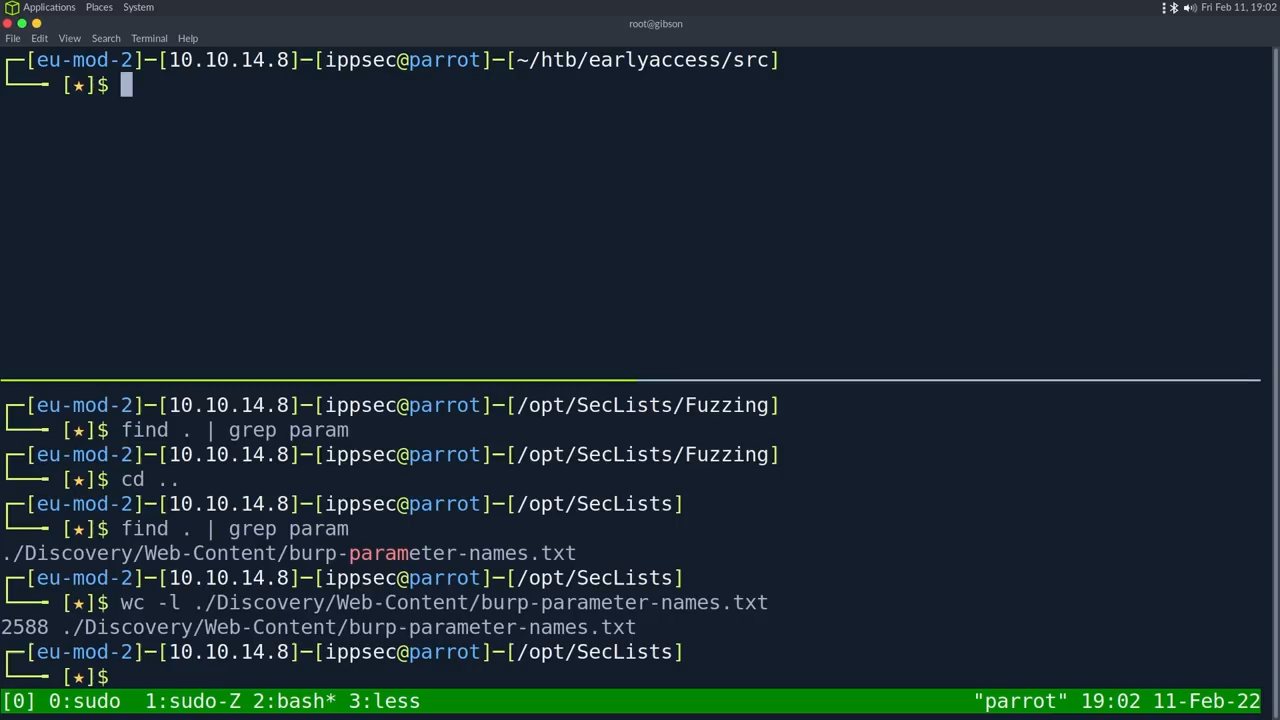 Applications Places System Fri Feb 11, 19:02
root@gibson
File Edit View Search Terminal Help
┌─[eu-mod-2]─[10.10.14.8]─[ippsec@parrot]─[~/htb/earlyaccess/src]
└──╼ [★]$
┌─[eu-mod-2]─[10.10.14.8]─[ippsec@parrot]─[/opt/SecLists/Fuzzing]
└──╼ [★]$ find . | grep param
┌─[eu-mod-2]─[10.10.14.8]─[ippsec@parrot]─[/opt/SecLists/Fuzzing]
└──╼ [★]$ cd ..
┌─[eu-mod-2]─[10.10.14.8]─[ippsec@parrot]─[/opt/SecLists]
└──╼ [★]$ find . | grep param
./Discovery/Web-Content/burp-parameter-names.txt
┌─[eu-mod-2]─[10.10.14.8]─[ippsec@parrot]─[/opt/SecLists]
└──╼ [★]$ wc -l ./Discovery/Web-Content/burp-parameter-names.txt
2588 ./Discovery/Web-Content/burp-parameter-names.txt
┌─[eu-mod-2]─[10.10.14.8]─[ippsec@parrot]─[/opt/SecLists]
└──╼ [★]$
[0] 0:sudo  1:sudo-Z 2:bash* 3:less "parrot" 19:02 11-Feb-22